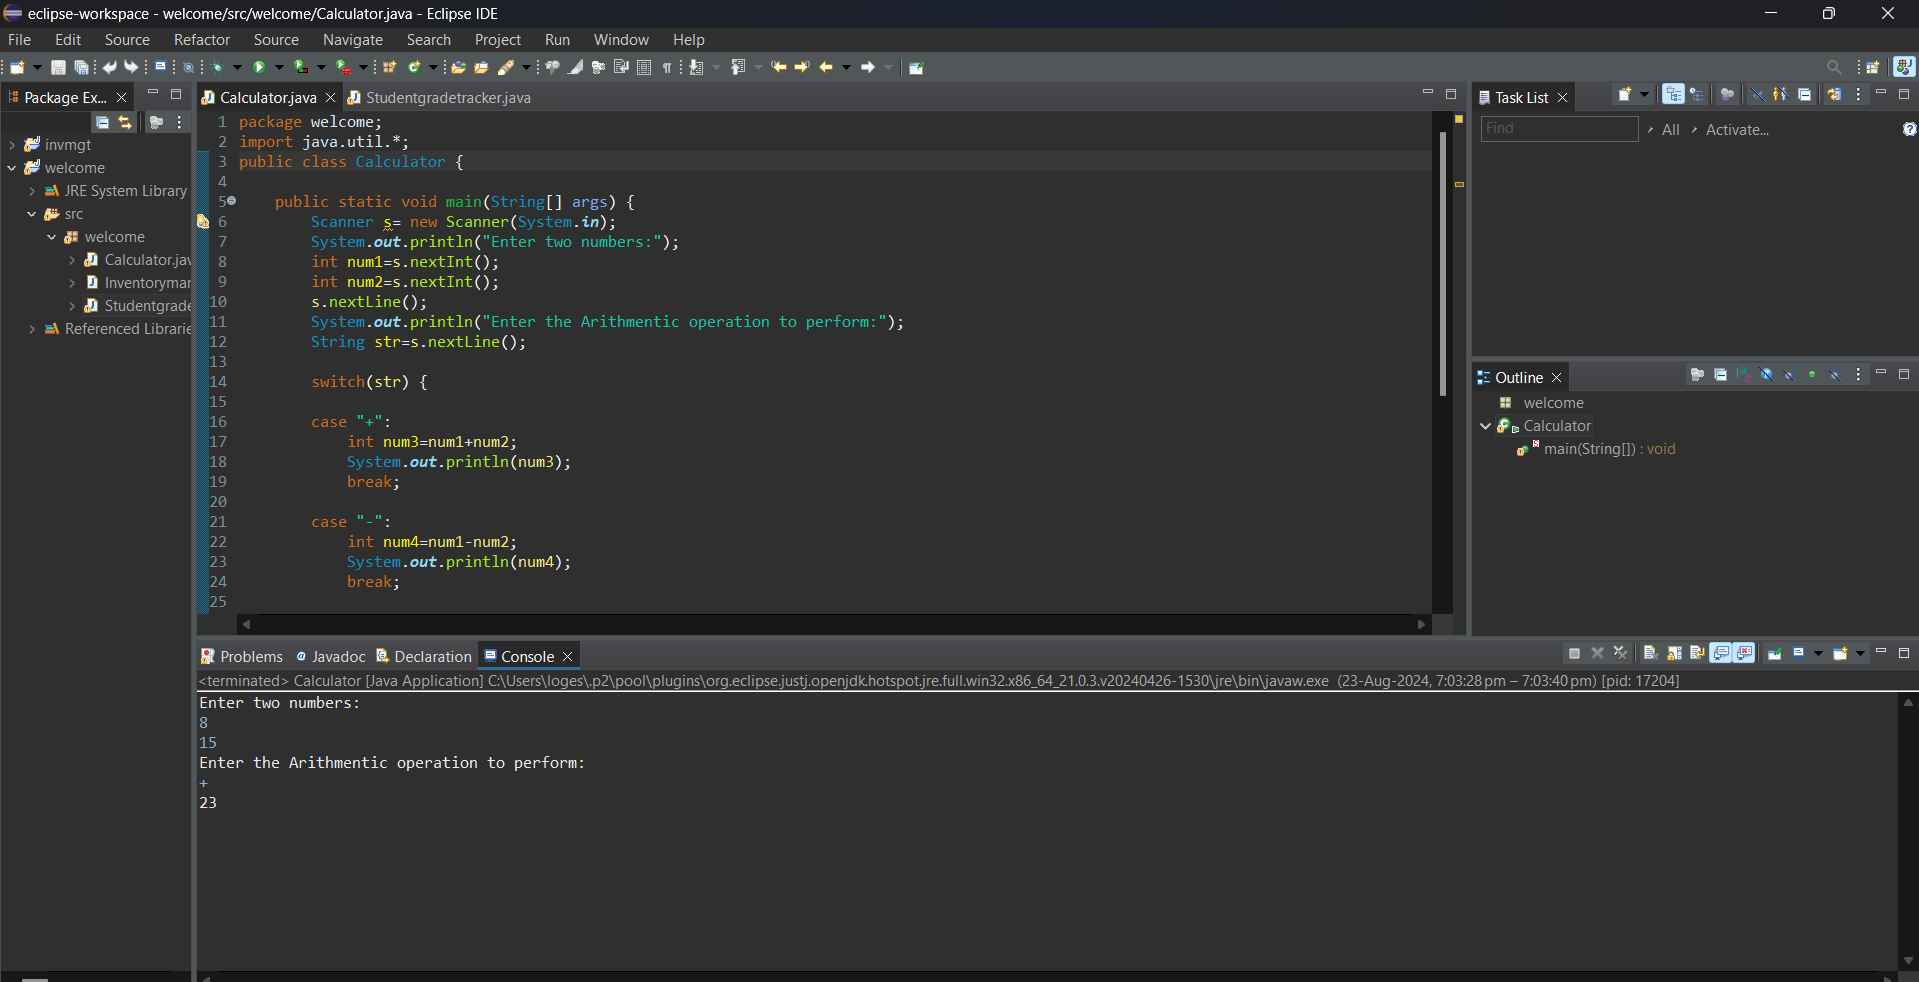 eclipse-workspace - welcome/src/welcome/Calculator.java - Eclipse IDE
File Edit Source Refactor Source Navigate Search Project Run Window Help
Package Ex...
invmgt
welcome
JRE System Library
src
welcome
Calculator.jav
Inventorymar
Studentgrade
Referenced Librarie
Calculator.java Studentgradetracker.java
1 package welcome;
2 import java.util.*;
3 public class Calculator {
4
5 public static void main(String[] args) {
6 Scanner s= new Scanner(System.in);
7 System.out.println("Enter two numbers:");
8 int num1=s.nextInt();
9 int num2=s.nextInt();
10 s.nextLine();
11 System.out.println("Enter the Arithmentic operation to perform:");
12 String str=s.nextLine();
13
14 switch(str) {
15
16 case "+":
17 int num3=num1+num2;
18 System.out.println(num3);
19 break;
20
21 case "-":
22 int num4=num1-num2;
23 System.out.println(num4);
24 break;
25
Task List
Find All Activate...
Outline
welcome
Calculator
main(String[]) : void
Problems Javadoc Declaration Console
<terminated> Calculator [Java Application] C:\Users\loges\.p2\pool\plugins\org.eclipse.justj.openjdk.hotspot.jre.full.win32.x86_64_21.0.3.v20240426-1530\jre\bin\javaw.exe (23-Aug-2024, 7:03:28 pm – 7:03:40 pm) [pid: 17204]
Enter two numbers:
8
15
Enter the Arithmentic operation to perform:
+
23